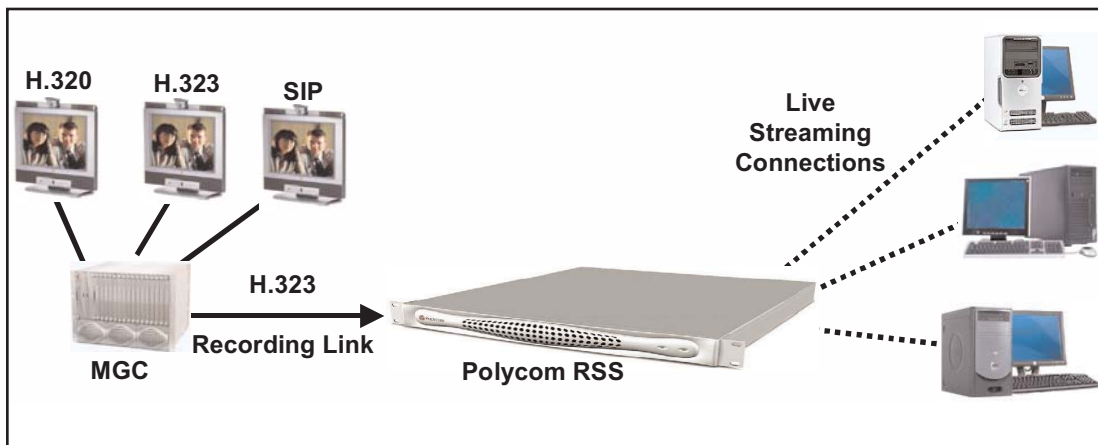 H.320
H.323
SIP
Live
Streaming
Connections
H.323
Recording Link
MGC
Polycom RSS